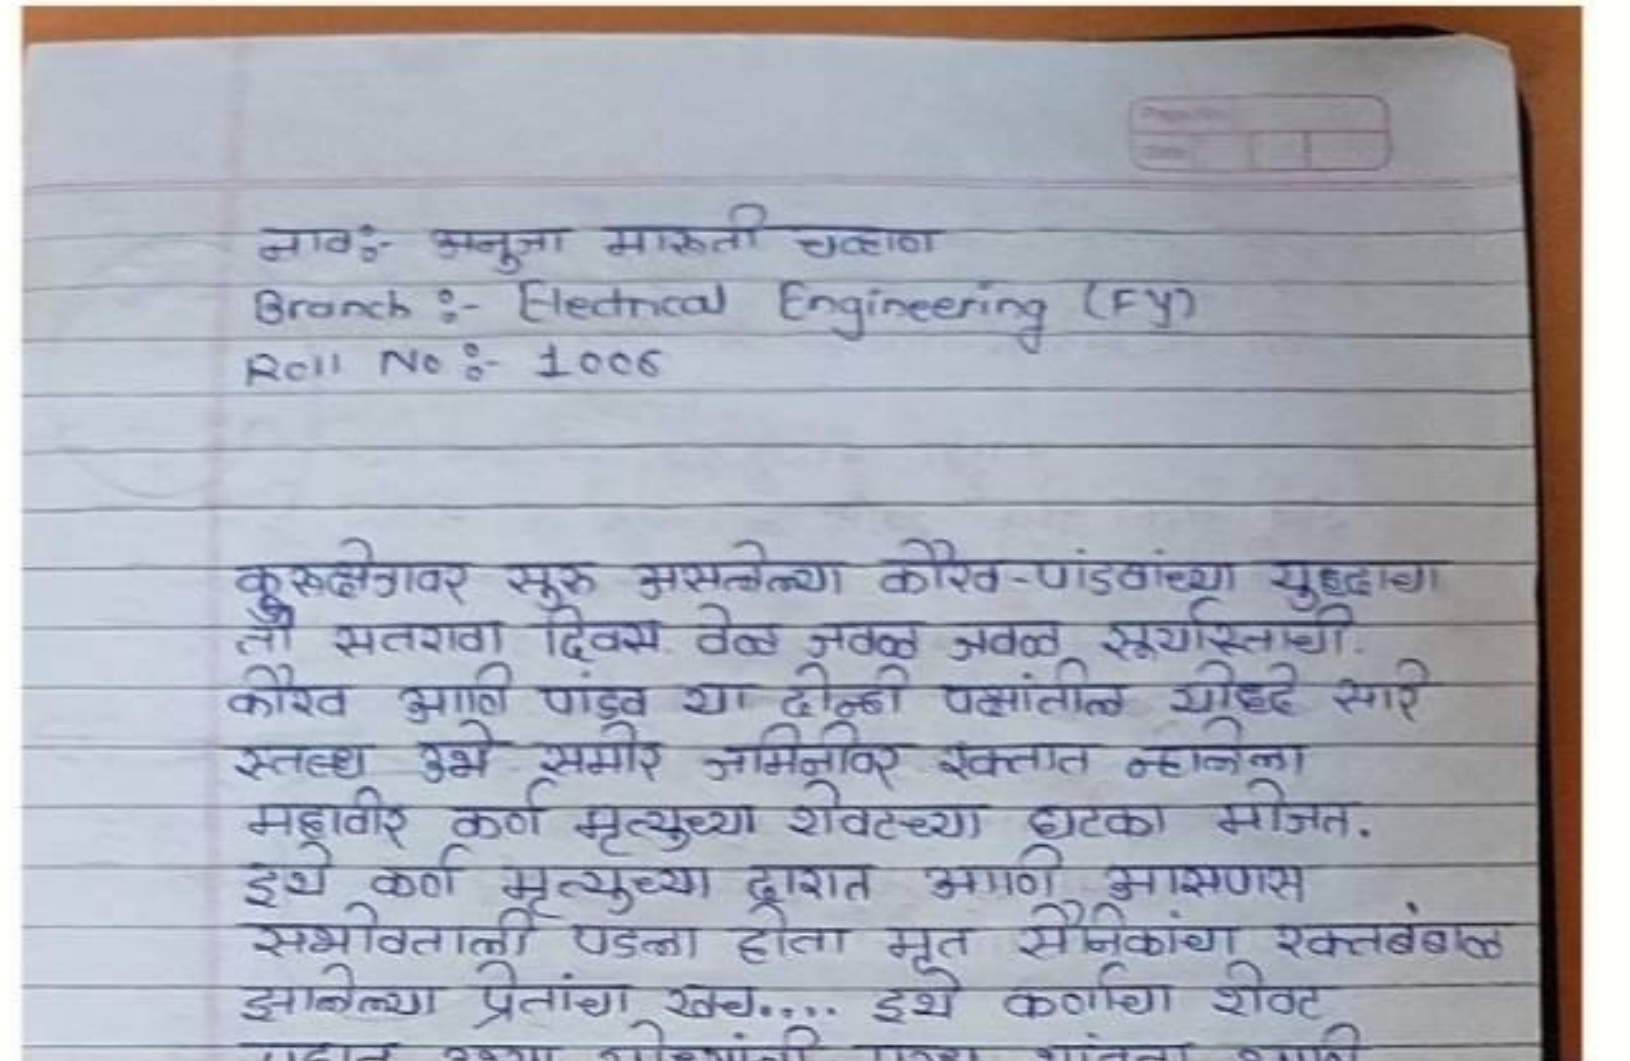 नावः- अनुजा मारुती चव्हाण
Branch :- Electrical Engineering (FY)
Roll No :- 1006
कुरूक्षेत्रावर सुरु असलेल्या कौरव-पांडवांच्या युद्धाचा
तो सतरावा दिवस वेळ जवळ जवळ सूर्यास्ताची.
कौरव आणि पांडव या दोन्ही पक्षांतील योद्धे सारे
स्तब्ध उभे समोर जमिनीवर रक्तात न्हालेला
महावीर कर्ण मृत्युच्या शेवटच्या घटका मोजत.
इथे कर्ण मृत्युच्या द्वारात आणि आसपास
सभोवताली पडला होता मृत सैनिकांचा रक्तबंबाळ
झालेल्या प्रेतांचा खच.... इथे कर्णाचा शेवट